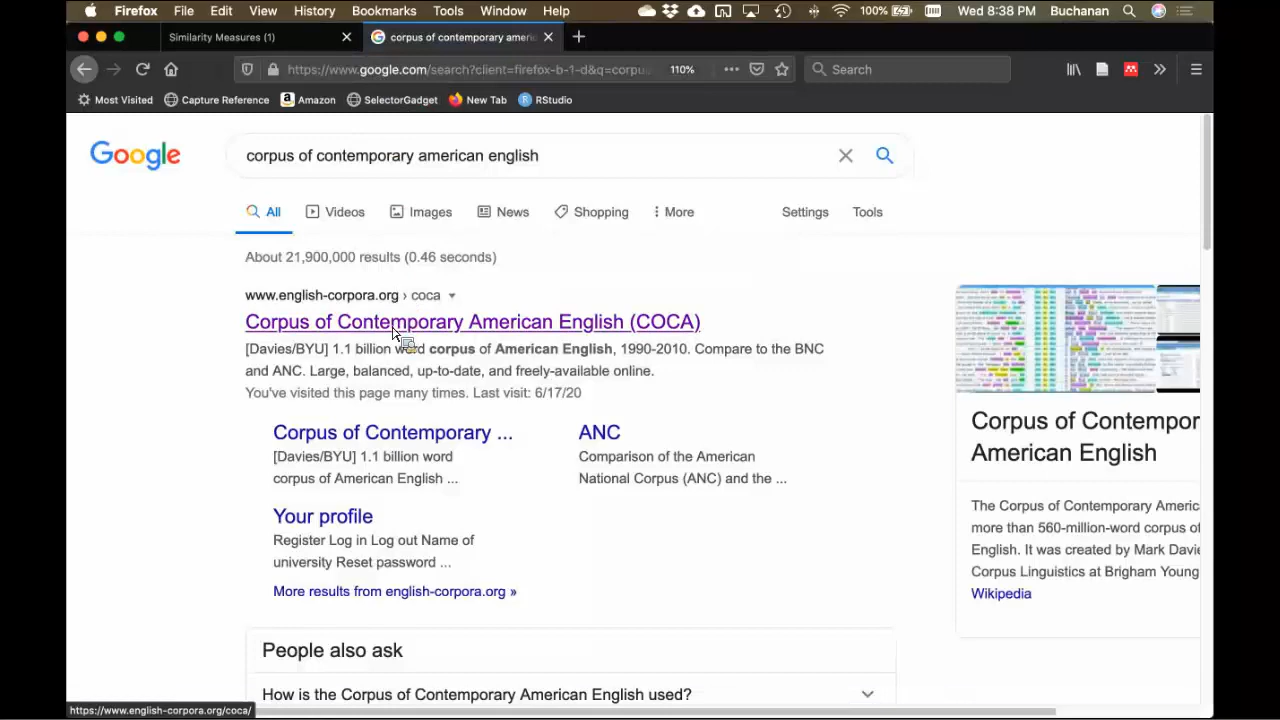 Firefox File Edit View History Bookmarks Tools Window Help 100% Wed 8:38 PM Buchanan
Similarity Measures (1) corpus of contemporary ameri
https://www.google.com/search?client=firefox-b-1-d&q=corpu 110% Search
Most Visited Capture Reference Amazon SelectorGadget New Tab RStudio
Google corpus of contemporary american english
All Videos Images News Shopping More Settings Tools
About 21,900,000 results (0.46 seconds)
www.english-corpora.org › coca
Corpus of Contemporary American English (COCA)
[Davies/BYU] 1.1 billion corpus of American English, 1990-2010. Compare to the BNC
and ANC. Large, balanced, up-to-date, and freely-available online.
You've visited this page many times. Last visit: 6/17/20
Corpus of Contemporary ...
[Davies/BYU] 1.1 billion word
corpus of American English ...
ANC
Comparison of the American
National Corpus (ANC) and the ...
Your profile
Register Log in Log out Name of
university Reset password ...
More results from english-corpora.org »
People also ask
How is the Corpus of Contemporary American English used?
Corpus of Contempor
American English
The Corpus of Contemporary Americ
more than 560-million-word corpus of
English. It was created by Mark Davie
Corpus Linguistics at Brigham Young
Wikipedia
https://www.english-corpora.org/coca/